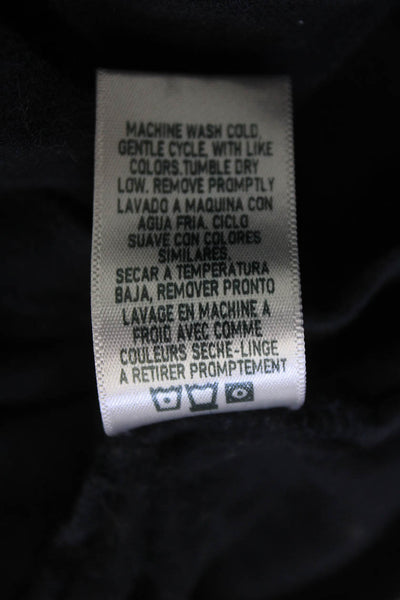 MACHINE WASH COLD,
GENTLE CYCLE, WITH LIKE
COLORS.TUMBLE DRY
LOW. REMOVE PROMPTLY
LAVADO A MAQUINA CON
AGUA FRIA. CICLO
SUAVE CON COLORES
SIMILARES.
SECAR A TEMPERATURA
BAJA, REMOVER PRONTO
LAVAGE EN MACHINE A
FROID AVEC COMME
COULEURS SECHE-LINGE
A RETIRER PROMPTEMENT